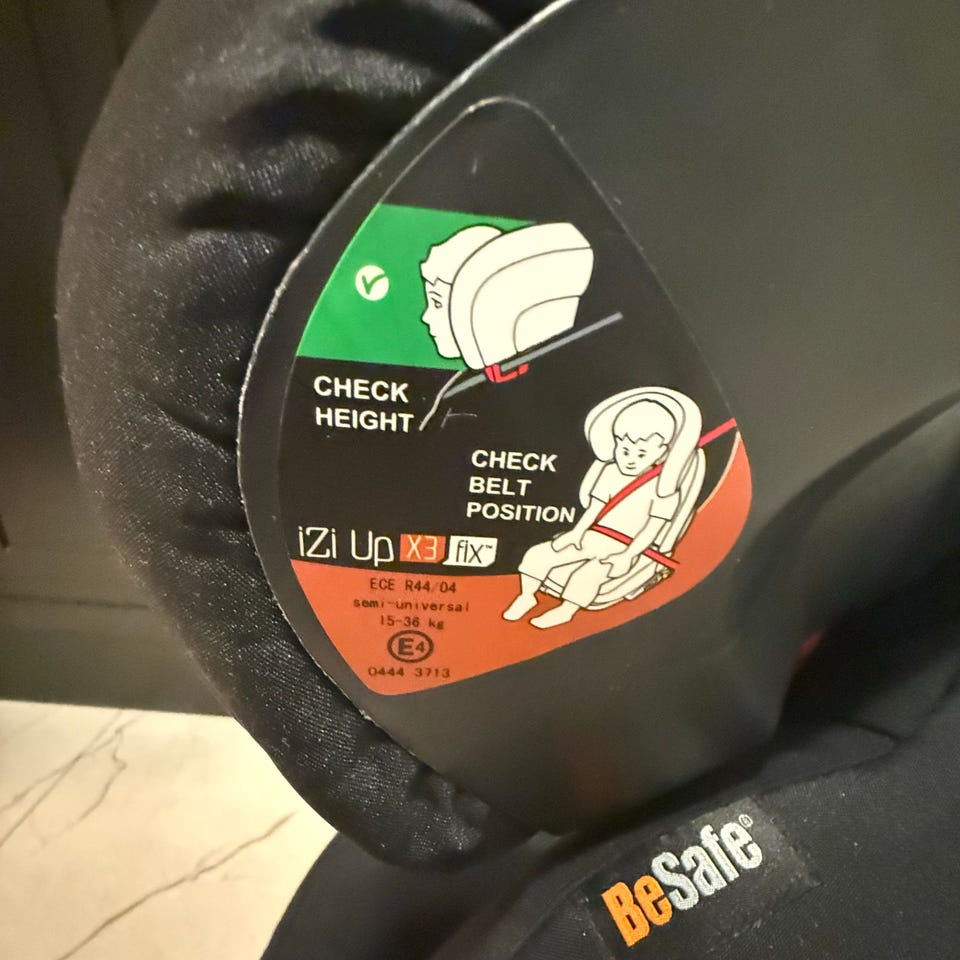 CHECK
HEIGHT
CHECK
BELT
POSITION
iZi Up X3 fix™
ECE R44/04
semi-universal
15-36 kg
E4
0444 3713
BeSafe®